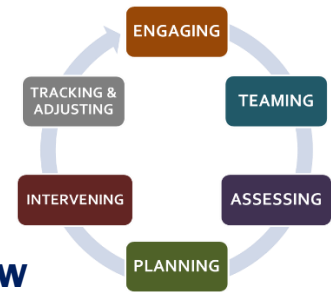 ENGAGING
TEAMING
ASSESSING
PLANNING
INTERVENING
TRACKING &
ADJUSTING